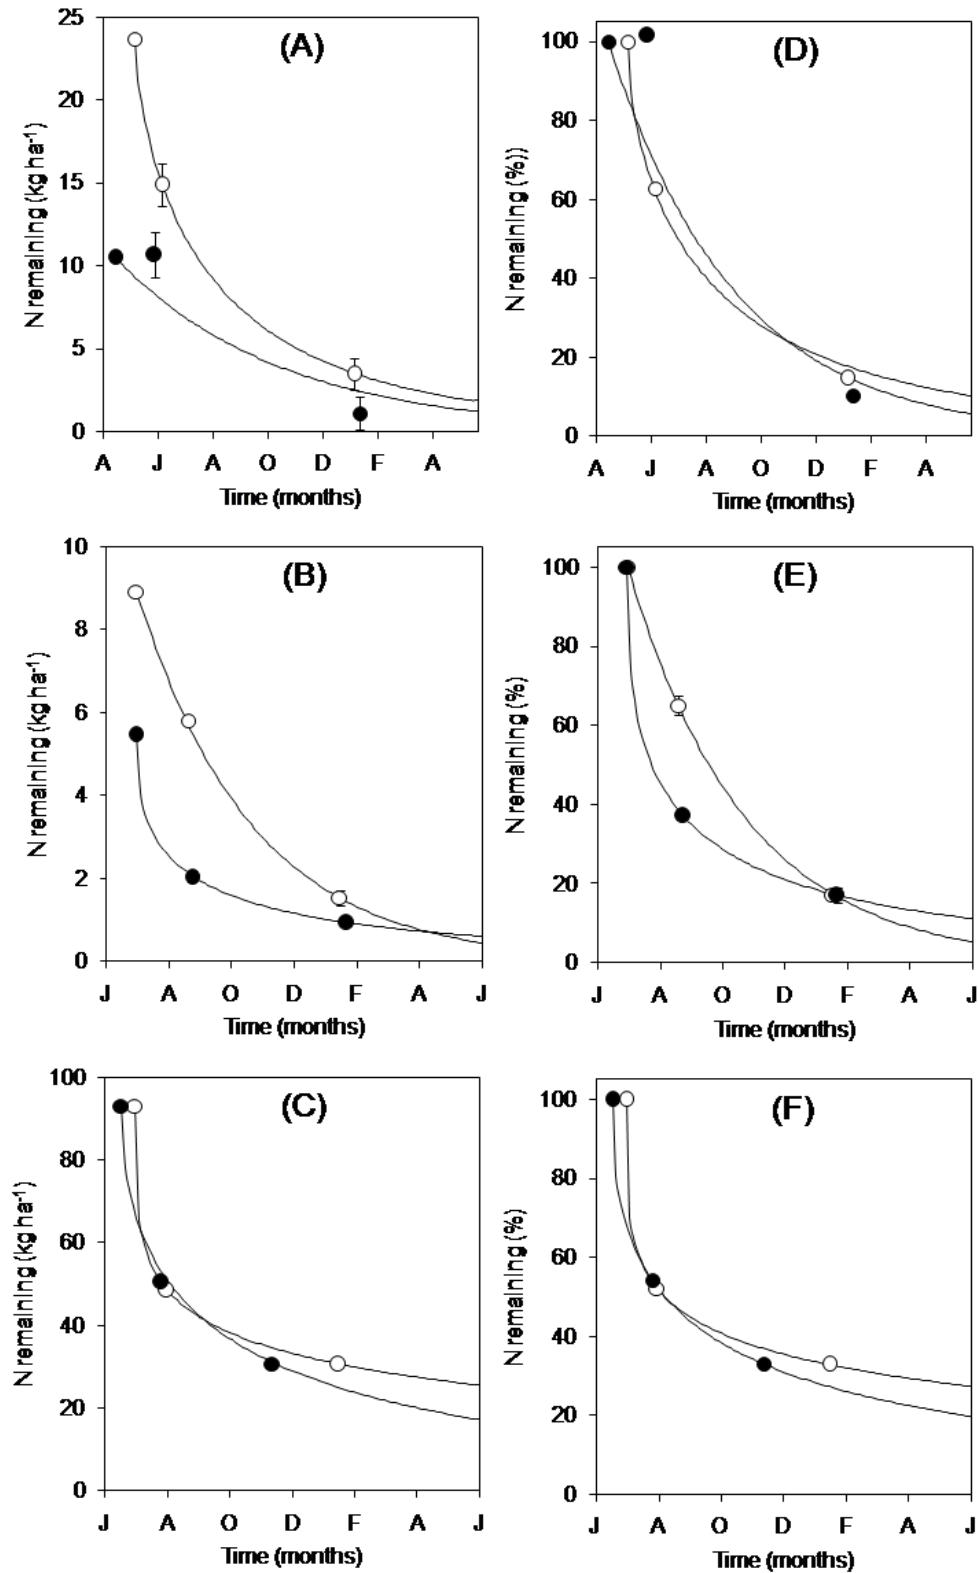 (A)
N remaining (kg ha-1)
25
20
15
10
5
0
A J A O D F A
Time (months)
(D)
N remaining (%))
100
80
60
40
20
0
A J A O D F A
Time (months)
(B)
N remaining (kg ha-1)
10
8
6
4
2
0
J A O D F A J
Time (months)
(E)
N remaining (%)
100
80
60
40
20
0
J A O D F A J
Time (months)
(C)
N remaining (kg ha-1)
100
80
60
40
20
0
J A O D F A J
Time (months)
(F)
N remaining (%)
100
80
60
40
20
0
J A O D F A J
Time (months)